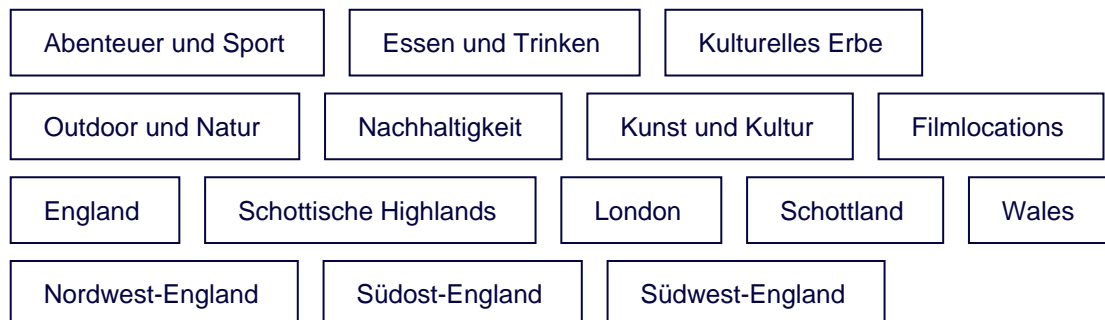 Abenteuer und Sport Essen und Trinken Kulturelles Erbe
Outdoor und Natur Nachhaltigkeit Kunst und Kultur Filmlocations
England Schottische Highlands London Schottland Wales
Nordwest-England Südost-England Südwest-England